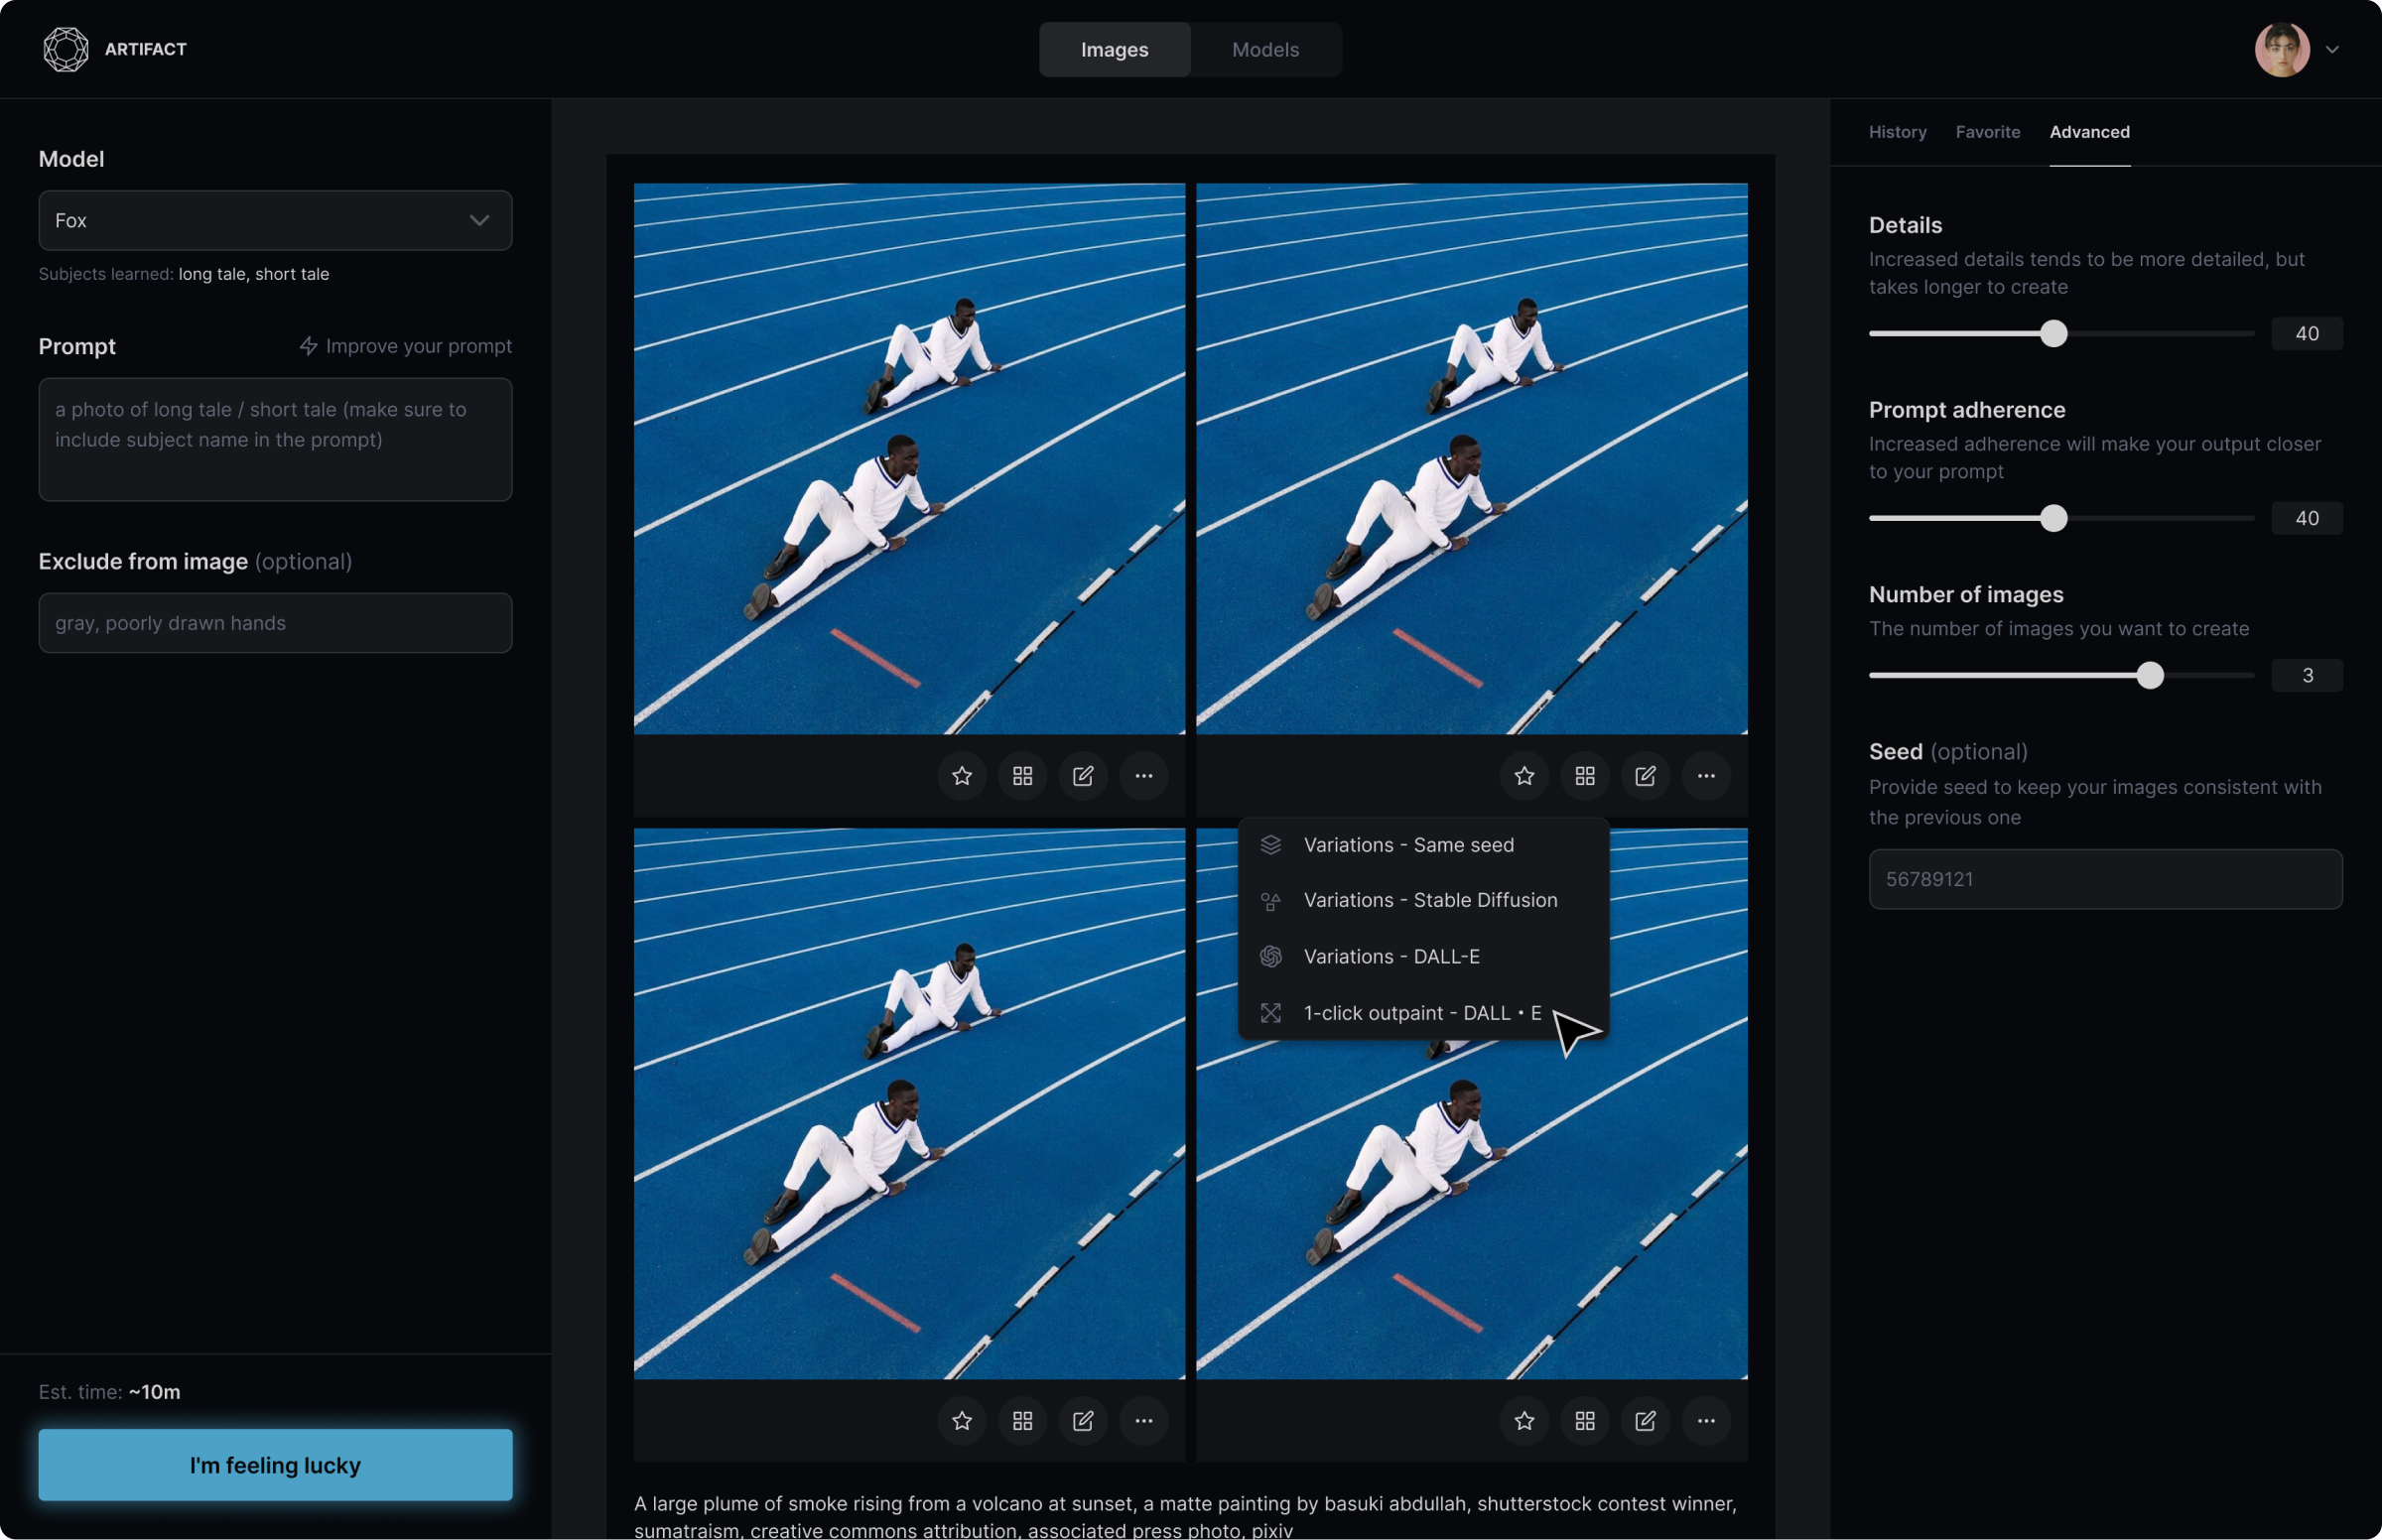 ARTIFACT
Images
Models
Model
Fox
Subjects learned: long tale, short tale
Prompt
Improve your prompt
a photo of long tale / short tale (make sure to
include subject name in the prompt)
Exclude from image (optional)
gray, poorly drawn hands
Est. time: ~10m
I'm feeling lucky
Variations - Same seed
Variations - Stable Diffusion
Variations - DALL-E
1-click outpaint - DALL • E
A large plume of smoke rising from a volcano at sunset, a matte painting by basuki abdullah, shutterstock contest winner,
sumatraism, creative commons attribution, associated press photo, pixiv
History
Favorite
Advanced
Details
Increased details tends to be more detailed, but
takes longer to create
40
Prompt adherence
Increased adherence will make your output closer
to your prompt
40
Number of images
The number of images you want to create
3
Seed (optional)
Provide seed to keep your images consistent with
the previous one
56789121